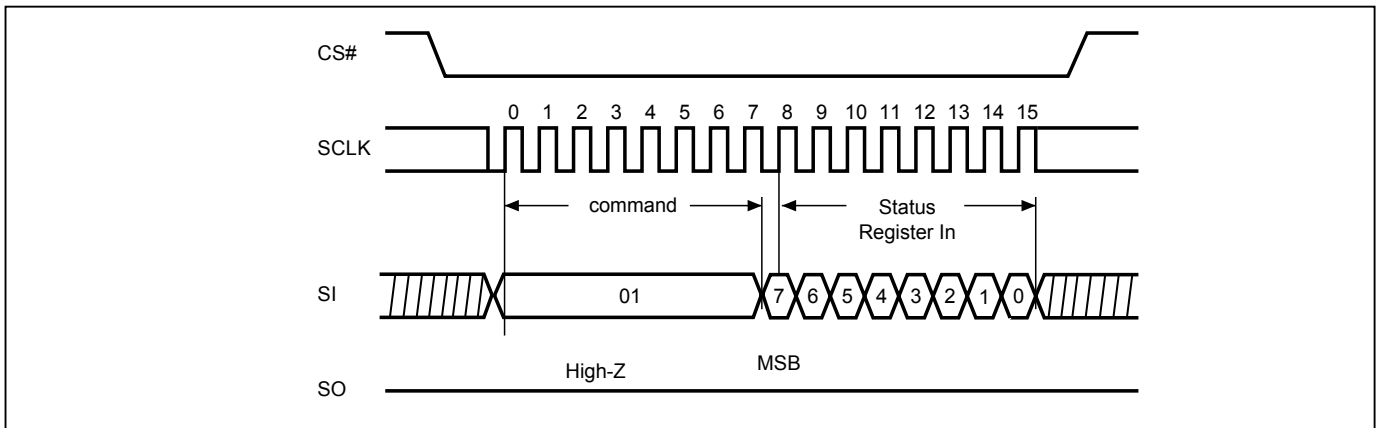 CS#
0 1 2 3 4 5 6 7 8 9 10 11 12 13 14 15
SCLK
command
Status
Register In
SI
01
7 6 5 4 3 2 1 0
High-Z
MSB
SO